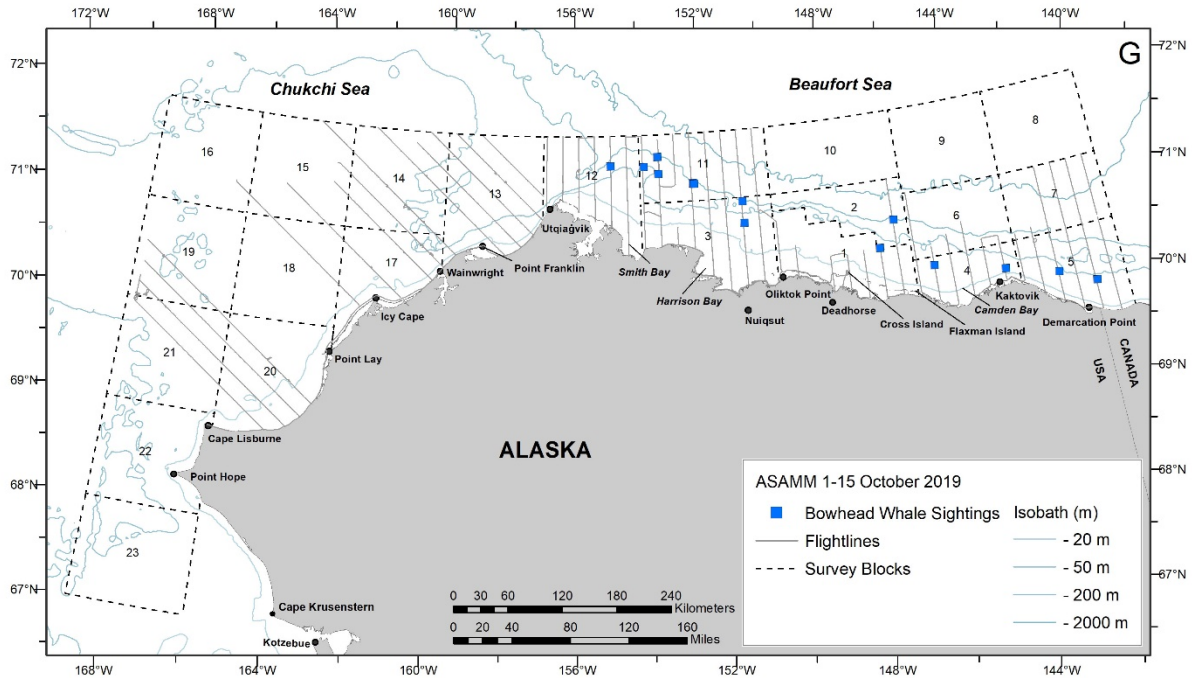 172°W 168°W 164°W 160°W 156°W 152°W 148°W 144°W 140°W
G
72°N 72°N
Chukchi Sea Beaufort Sea
8
9
10
16
15
71°N 71°N
14
11
12
13
7
2
6
Utqiaġvik
19
3
1
5
18
17
4
70°N 70°N
Wainwright
Point Franklin
Smith Bay
Harrison Bay
Oliktok Point
Kaktovik
Camden Bay
Icy Cape
Nuiqsut
Deadhorse
Cross Island
Flaxman Island
Demarcation Point
21
20
Point Lay
69°N 69°N
USA
CANADA
Cape Lisburne
22
ALASKA
Point Hope
68°N 68°N
23
67°N 67°N
Cape Krusenstern
Kotzebue
ASAMM 1-15 October 2019
Bowhead Whale Sightings
Flightlines
Survey Blocks
Isobath (m)
- 20 m
- 50 m
- 200 m
- 2000 m
0 30 60 120 180 240
Kilometers
0 20 40 80 120 160
Miles
168°W 164°W 160°W 156°W 152°W 148°W 144°W